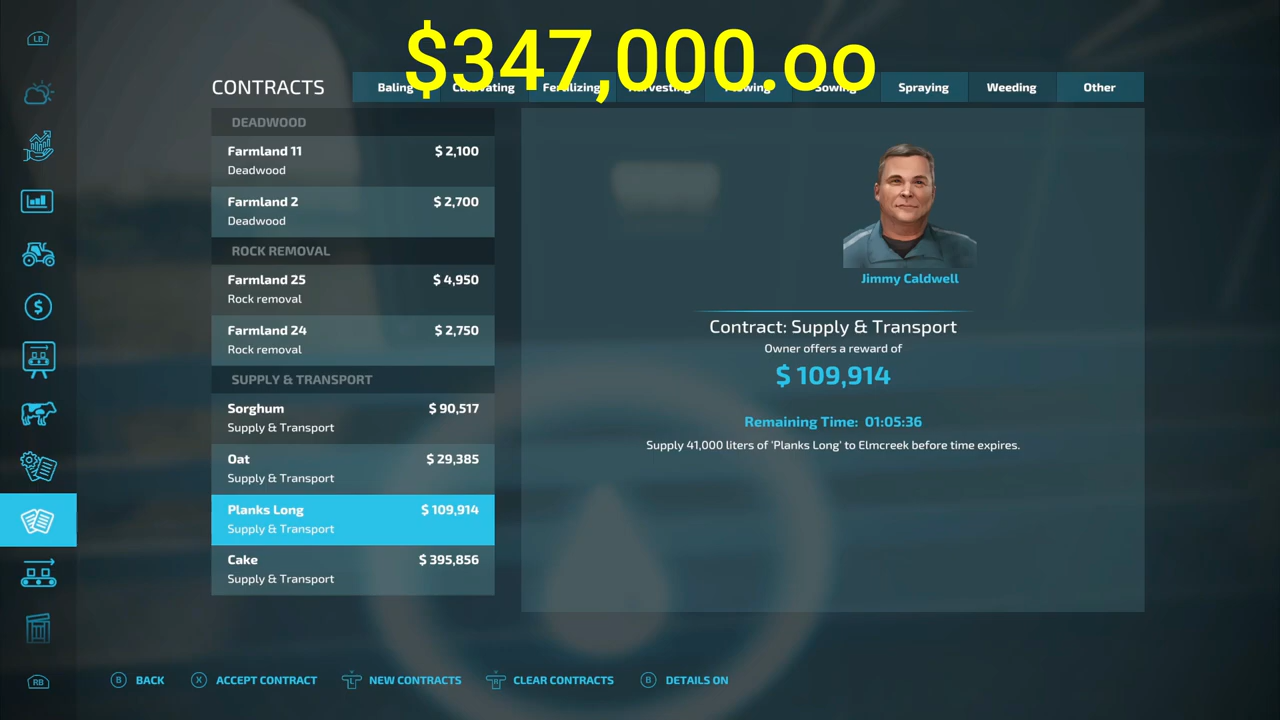 $347,000.oo
LB
CONTRACTS
Baling Cultivating Fertilizing Harvesting Mowing Sowing Spraying Weeding Other
DEADWOOD
Farmland 11 $ 2,100
Deadwood
Farmland 2 $ 2,700
Deadwood
ROCK REMOVAL
Farmland 25 $ 4,950
Rock removal
Farmland 24 $ 2,750
Rock removal
SUPPLY & TRANSPORT
Sorghum $ 90,517
Supply & Transport
Oat $ 29,385
Supply & Transport
Planks Long $ 109,914
Supply & Transport
Cake $ 395,856
Supply & Transport
Jimmy Caldwell
Contract: Supply & Transport
Owner offers a reward of
$ 109,914
Remaining Time: 01:05:36
Supply 41,000 liters of 'Planks Long' to Elmcreek before time expires.
RB
B BACK X ACCEPT CONTRACT L NEW CONTRACTS R CLEAR CONTRACTS B DETAILS ON